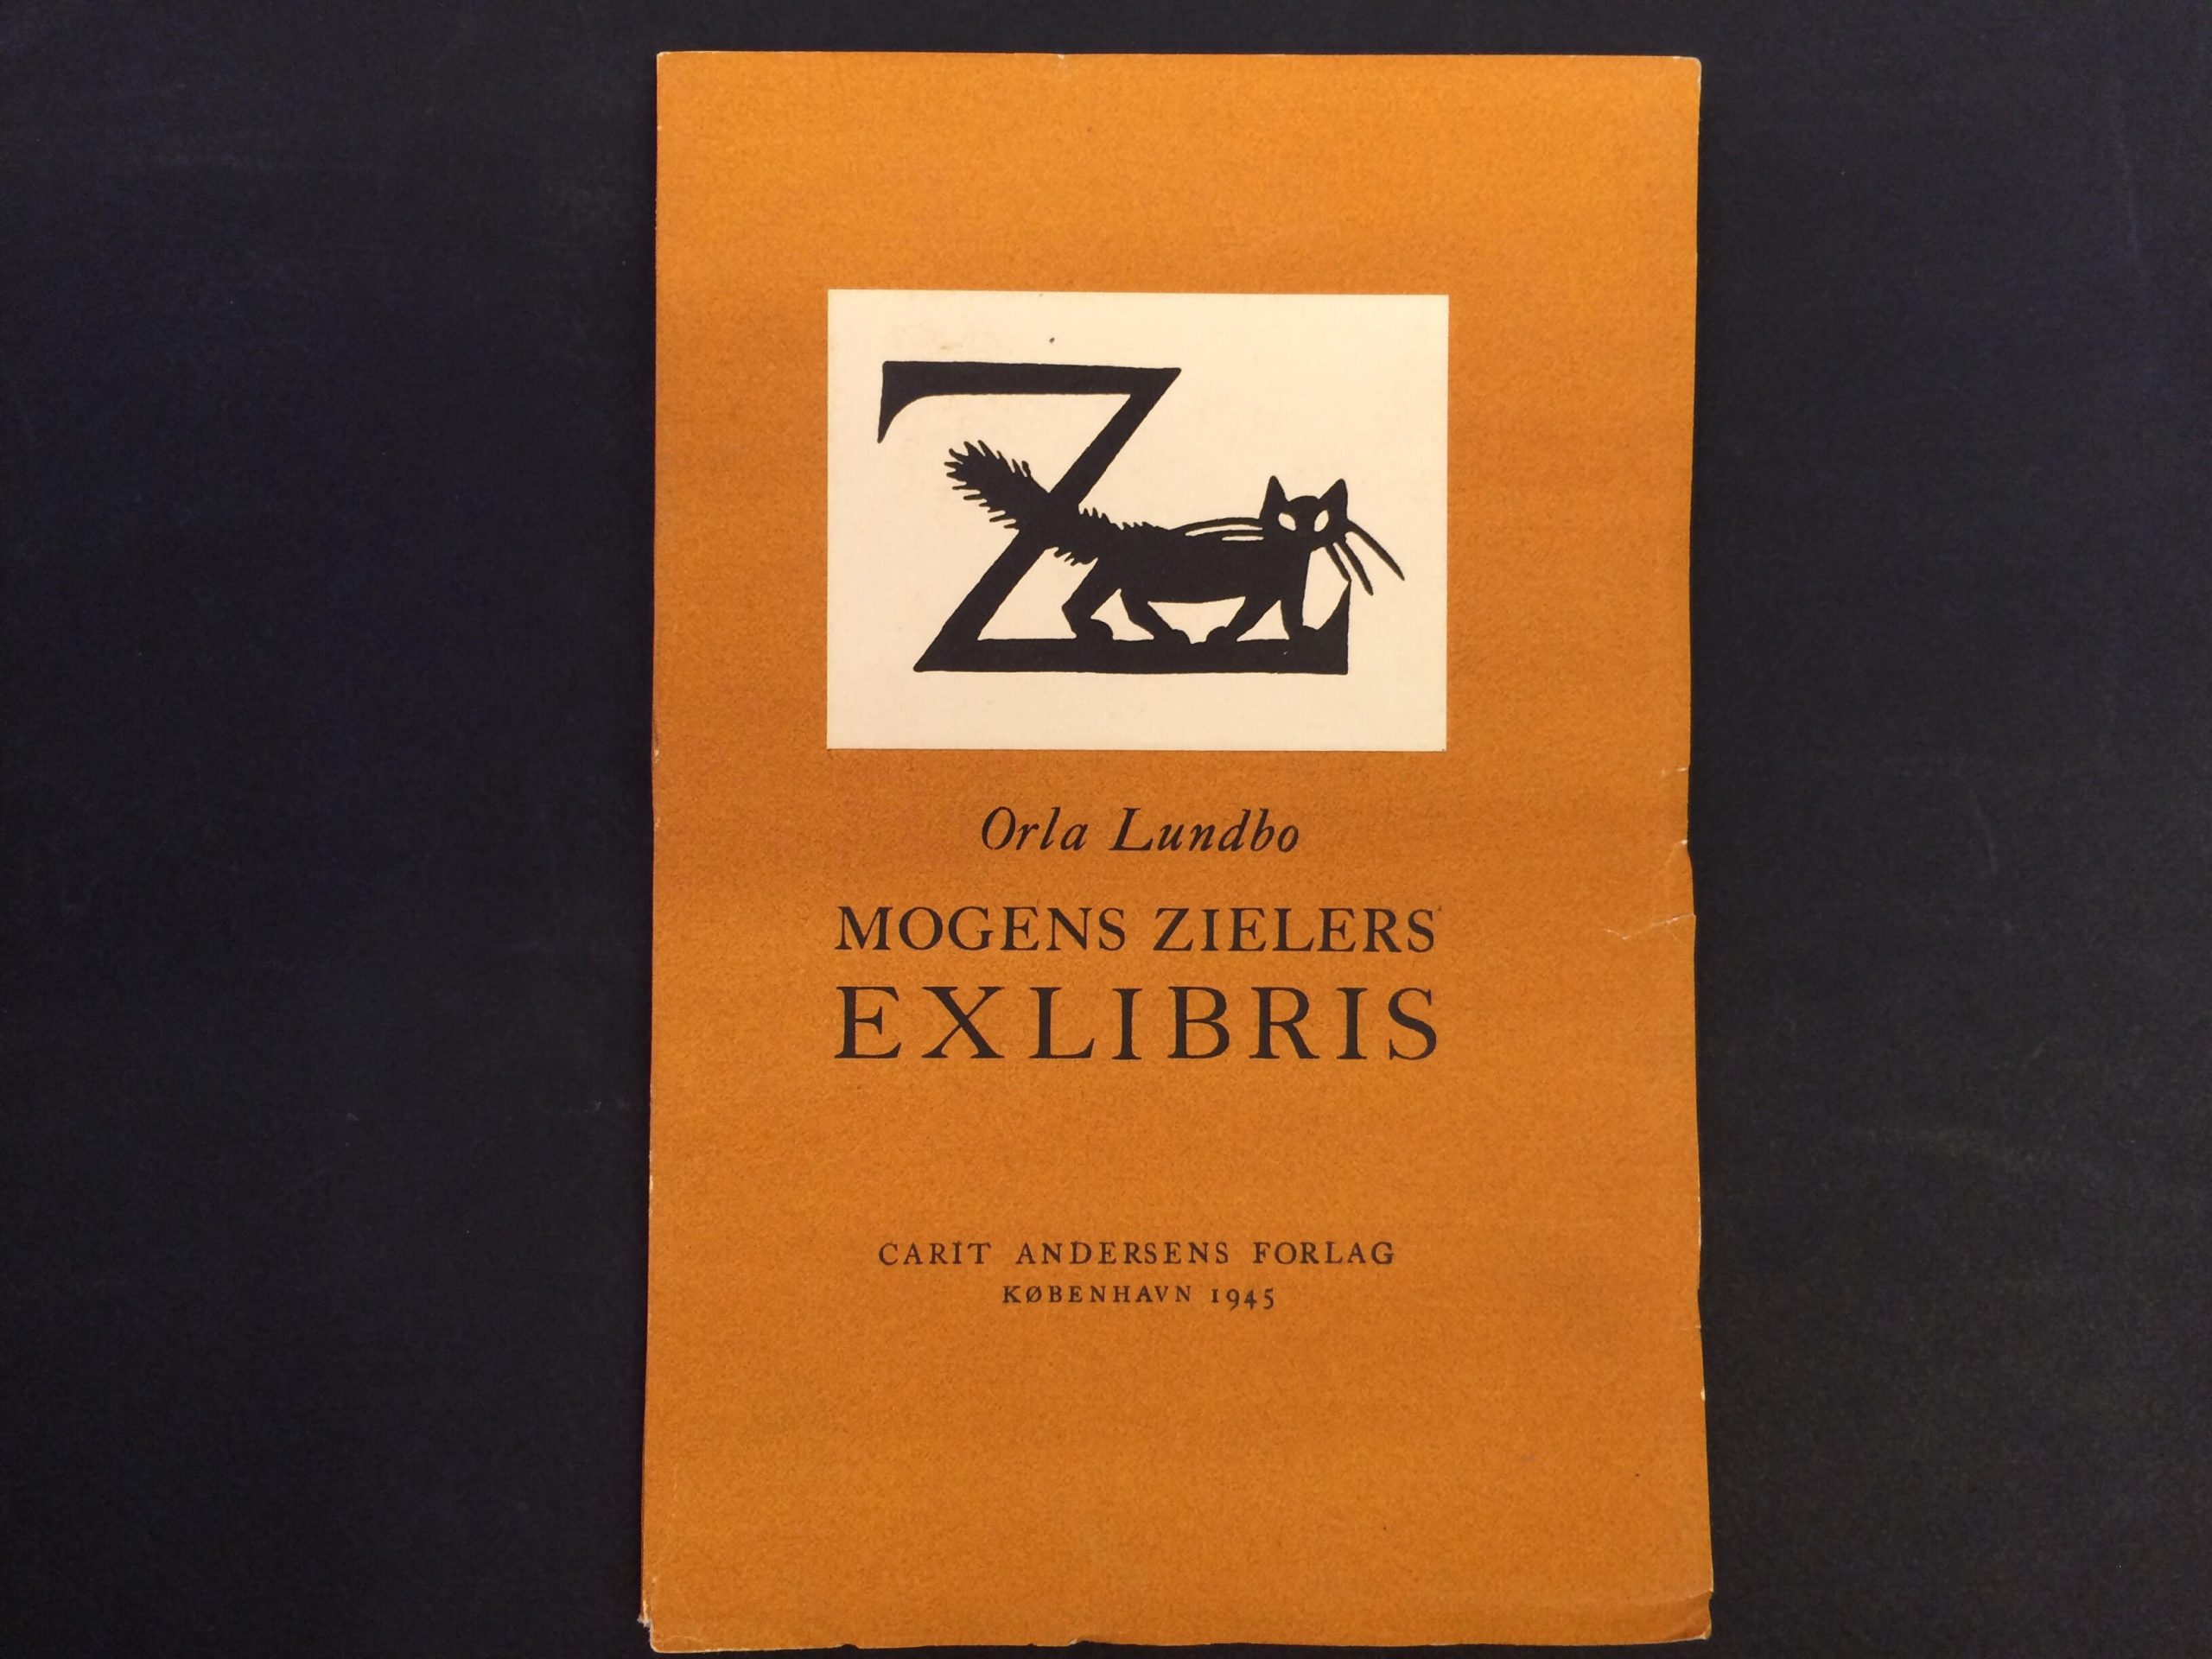 Z
Orla Lundbo
MOGENS ZIELERS
EXLIBRIS
CARIT ANDERSENS FORLAG
KØBENHAVN 1945